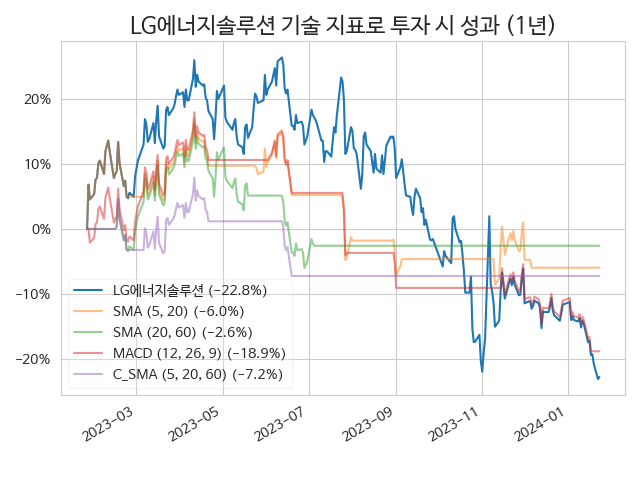 LG에너지솔루션 기술 지표로 투자 시 성과 (1년)
20%
10%
0%
−10%
−20%
LG에너지솔루션 (−22.8%)
SMA (5, 20) (−6.0%)
SMA (20, 60) (−2.6%)
MACD (12, 26, 9) (−18.9%)
C_SMA (5, 20, 60) (−7.2%)
2023−03
2023−05
2023−07
2023−09
2023−11
2024−01